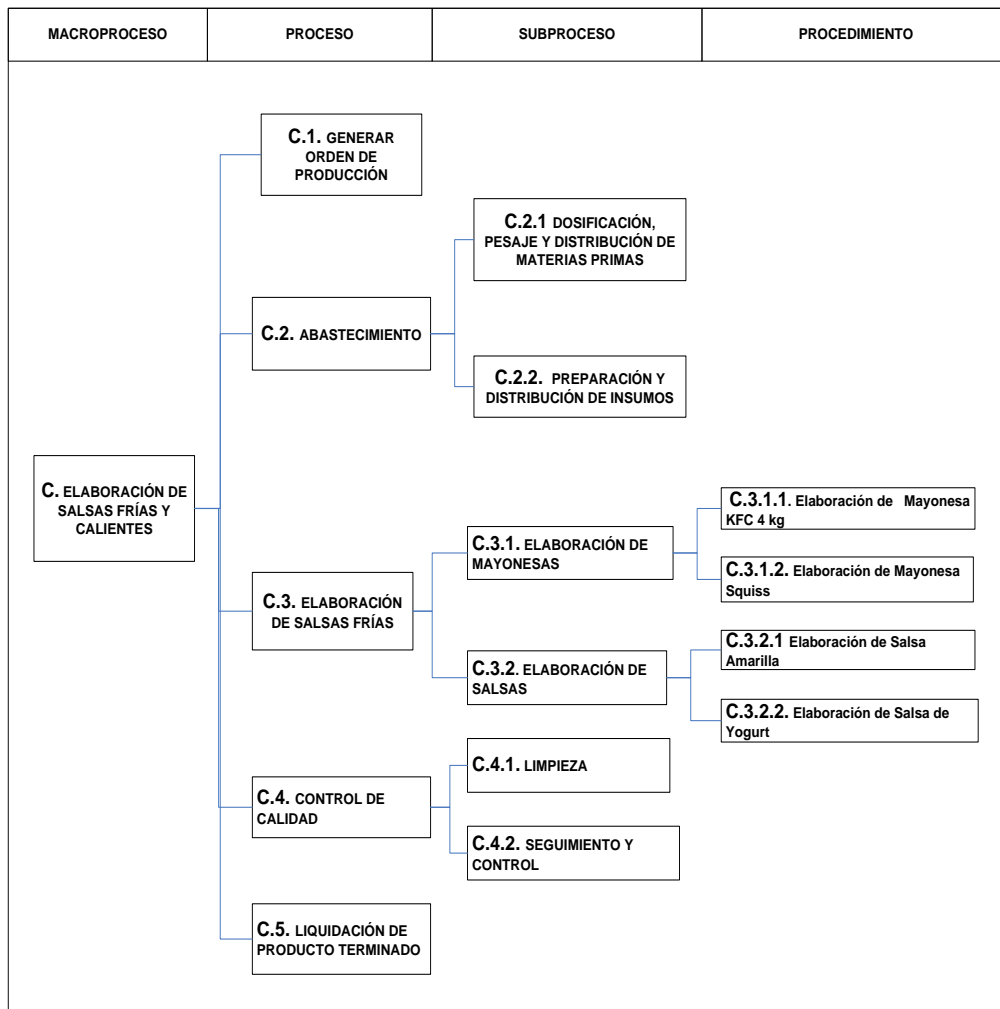 MACROPROCESO
PROCESO
SUBPROCESO
PROCEDIMIENTO
C.1. GENERAR
ORDEN DE
PRODUCCIÓN
C.2.1 DOSIFICACIÓN,
PESAJE Y DISTRIBUCIÓN DE
MATERIAS PRIMAS
C.2. ABASTECIMIENTO
C.2.2. PREPARACIÓN Y
DISTRIBUCIÓN DE INSUMOS
C. ELABORACIÓN DE
SALSAS FRÍAS Y
CALIENTES
C.3.1.1. Elaboración de Mayonesa
KFC 4 kg
C.3.1. ELABORACIÓN DE
MAYONESAS
C.3.1.2. Elaboración de Mayonesa
Squiss
C.3. ELABORACIÓN
DE SALSAS FRÍAS
C.3.2.1 Elaboración de Salsa
Amarilla
C.3.2. ELABORACIÓN DE
SALSAS
C.3.2.2. Elaboración de Salsa de
Yogurt
C.4.1. LIMPIEZA
C.4. CONTROL DE
CALIDAD
C.4.2. SEGUIMIENTO Y
CONTROL
C.5. LIQUIDACIÓN DE
PRODUCTO TERMINADO